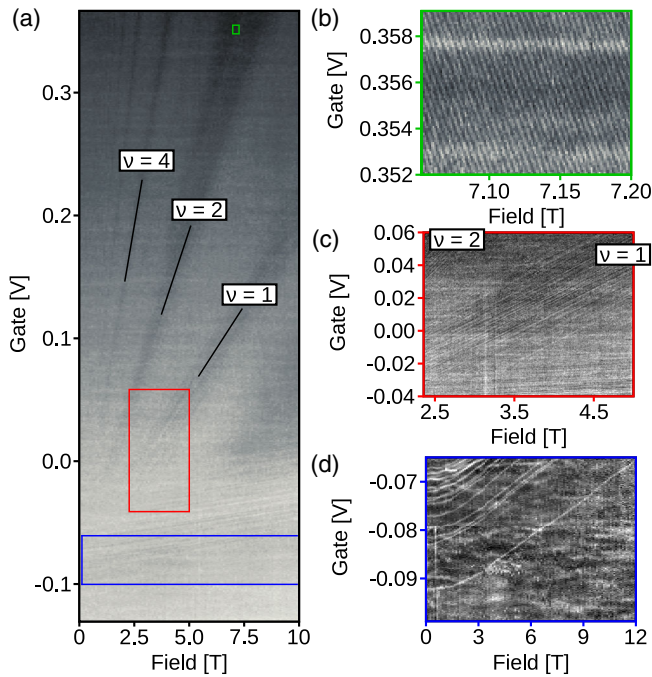 (a)
Gate [V]
0.3
0.2
0.1
0.0
-0.1
ν = 4
ν = 2
ν = 1
0 2.5 5.0 7.5 10
Field [T]
(b)
Gate [V]
0.358
0.356
0.354
0.352
7.10 7.15 7.20
Field [T]
(c)
Gate [V]
0.06
0.04
0.02
0.00
-0.02
-0.04
ν = 2
ν = 1
2.5 3.5 4.5
Field [T]
(d)
Gate [V]
-0.07
-0.08
-0.09
0 3 6 9 12
Field [T]